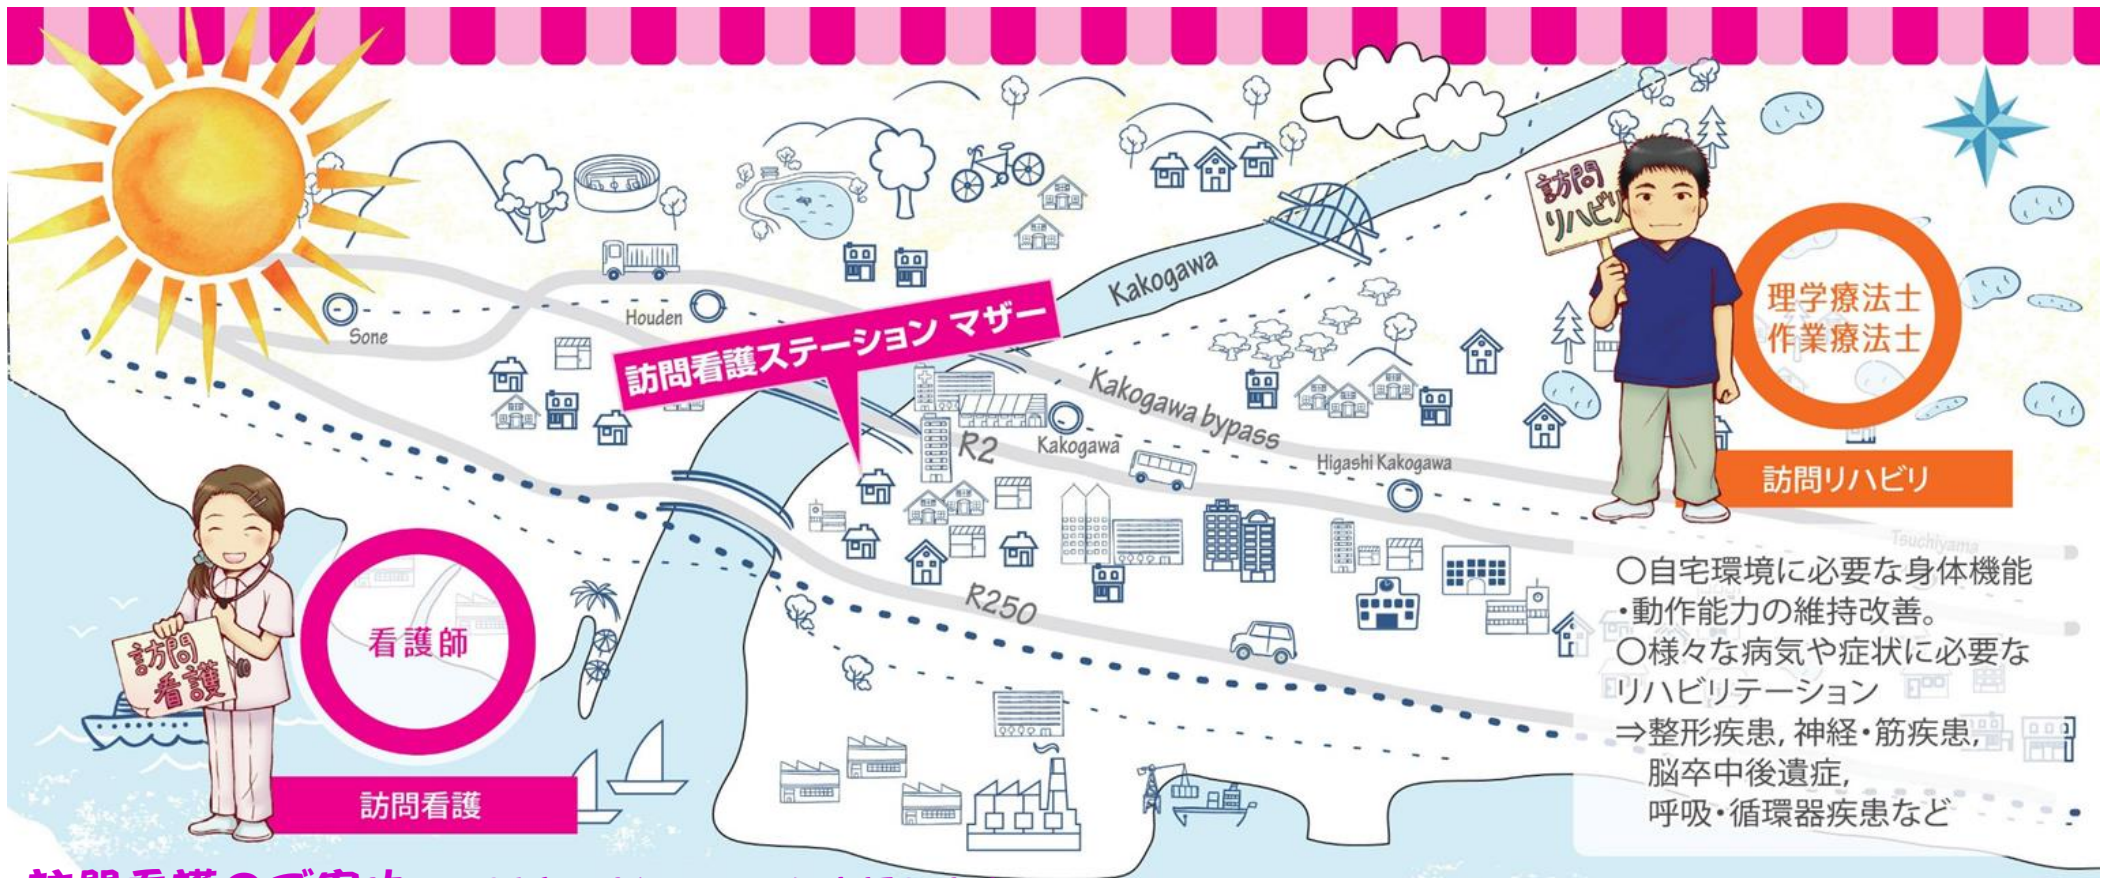 訪問
リハビリ
理学療法士
作業療法士
Kakogawa
Sone
Houden
訪問看護ステーション マザー
Kakogawa bypass
R2
Kakogawa
Higashi Kakogawa
訪問リハビリ
Tsuchiyama
R250
看護師
訪問
看護
訪問看護
〇自宅環境に必要な身体機能
・動作能力の維持改善。
〇様々な病気や症状に必要な
リハビリテーション
⇒整形疾患,神経・筋疾患,
脳卒中後遺症,
呼吸・循環器疾患など